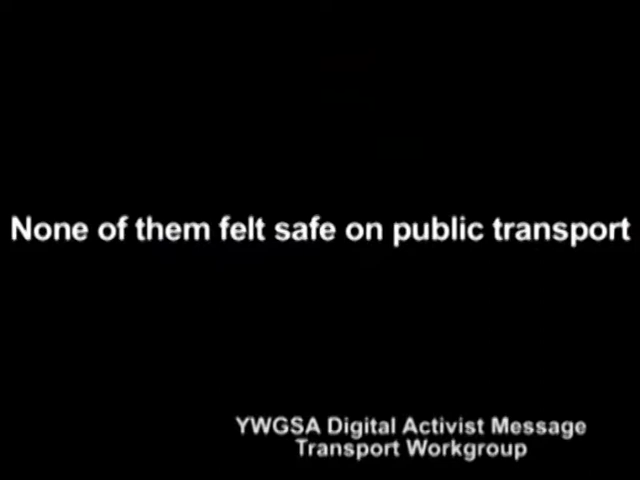 None of them felt safe on public transport
YWGSA Digital Activist Message
Transport Workgroup